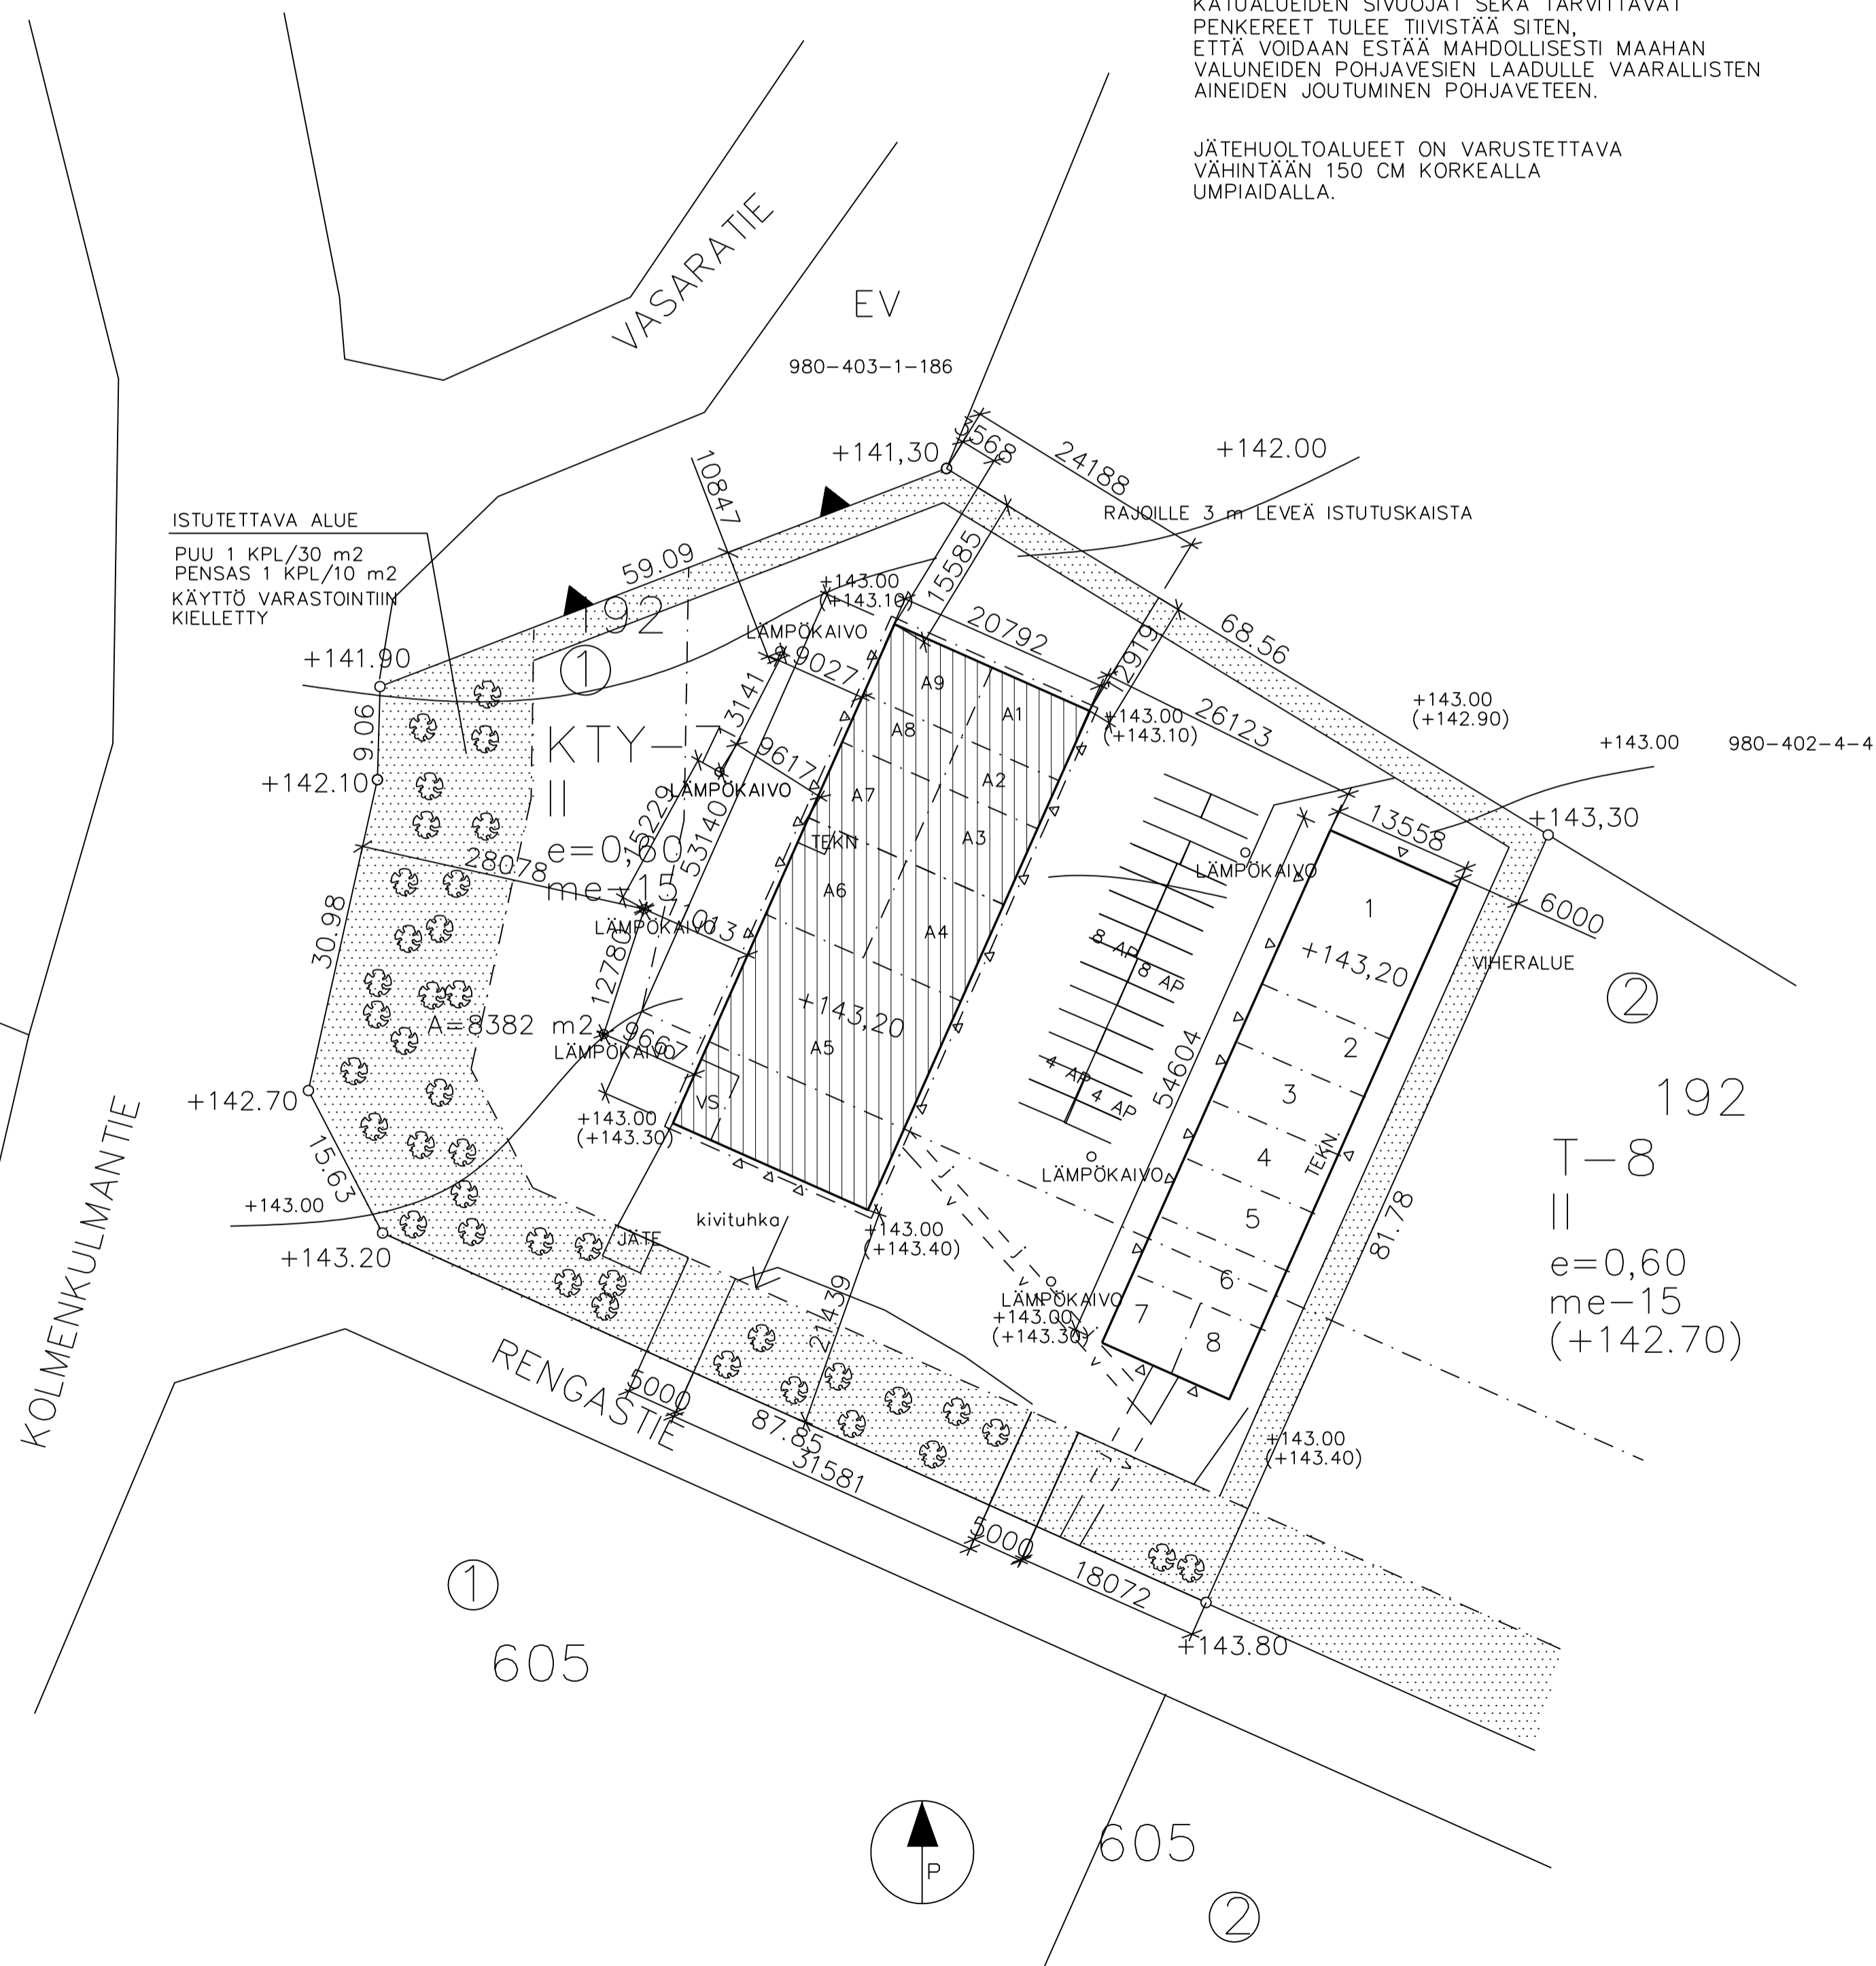 KATUALUEIDEN SIVUOJAT SEKÄ TARVITTAVAT
PENKEREET TULEE TIIVISTÄÄ SITEN,
ETTÄ VOIDAAN ESTÄÄ MAHDOLLISESTI MAAHAN
VALUNEIDEN POHJAVESIEN LAADULLE VAARALLISTEN
AINEIDEN JOUTUMINEN POHJAVETEEN.
JÄTEHUOLTOALUEET ON VARUSTETTAVA
VÄHINTÄÄN 150 CM KORKEALLA
UMPIAIDALLA.
VASARATIE
EV
980-403-1-186
+141,30
3568
24188
+142.00
10847
RAJOILLE 3 m LEVEÄ ISTUTUSKAISTA
ISTUTETTAVA ALUE
PUU 1 KPL/30 m2
PENSAS 1 KPL/10 m2
KÄYTTÖ VARASTOINTIIN
KIELLETTY
59.09
192
1
+143.00
(+143.10)
15585
LÄMPÖKAIVO
20792
12919
68.56
+141.90
9027
A9
A1
A8
+143.00
(+143.10)
26123
+143.00
(+142.90)
+143.00
980-402-4-4
9.06
13141
KTY-7
9617
+142.10
LÄMPÖKAIVO
A7
A2
II
15229
53140
TEKN
A3
+143,30
13558
e=0,60
28078
LÄMPÖKAIVO
me-15
A6
11013
LÄMPÖKAIVO
A4
1
6000
30.98
12780
8 AP
8 AP
+143,20
VIHERALUE
2
A=8382 m2
+143,20
9667
LÄMPÖKAIVO
A5
2
54604
+142.70
VS.
4 AP
4 AP
3
192
+143.00
(+143.30)
KOLMENKULMANTIE
15.63
LÄMPÖKAIVO
4
TEKN.
T-8
+143.00
kivituhka
5
II
+143.20
JÄTE
+143.00
(+143.40)
81.78
e=0,60
6
LÄMPÖKAIVO
+143.00
(+143.30)
7
8
me-15
(+142.70)
21439
RENGASTIE
5000
87.85
31581
+143.00
(+143.40)
5000
18072
+143.80
1
605
605
P
2